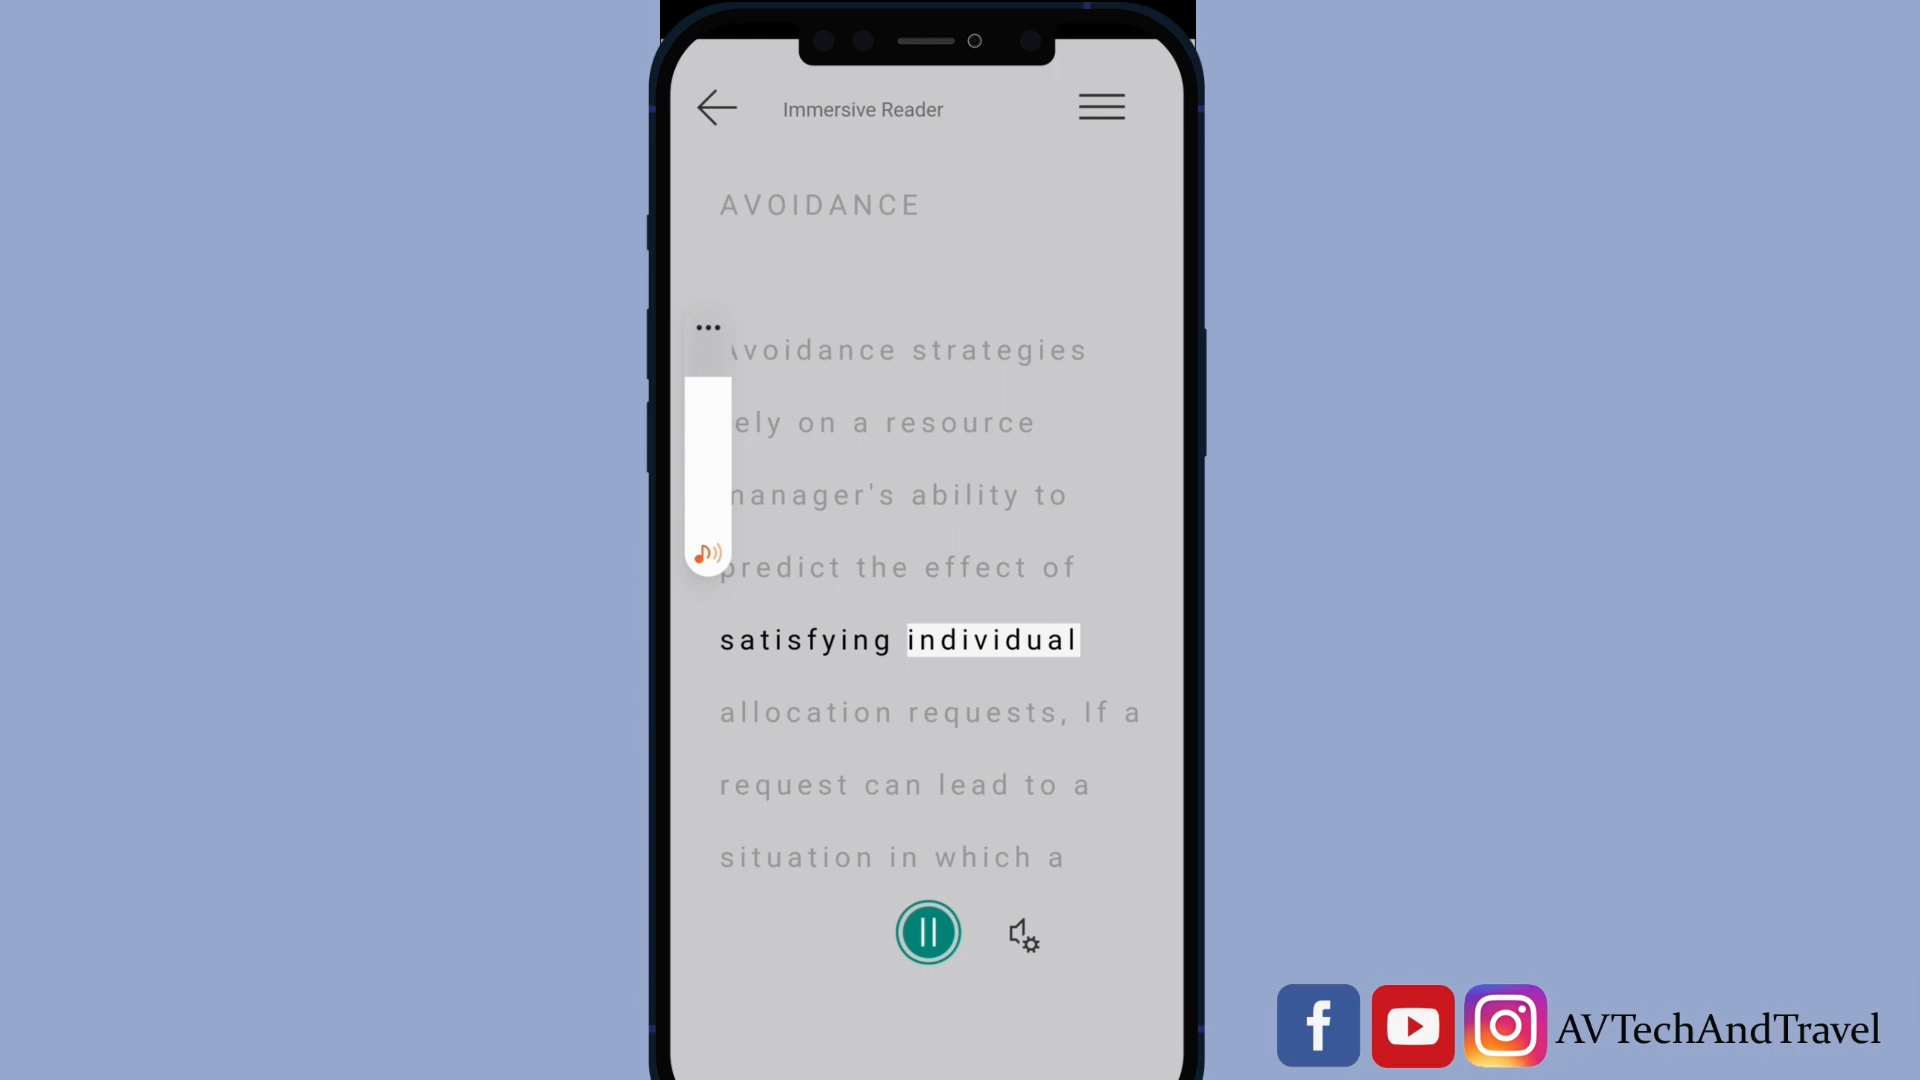 Immersive Reader
AVOIDANCE
Avoidance strategies
rely on a resource
manager's ability to
predict the effect of
satisfying individual
allocation requests, If a
request can lead to a
situation in which a
AVTechAndTravel